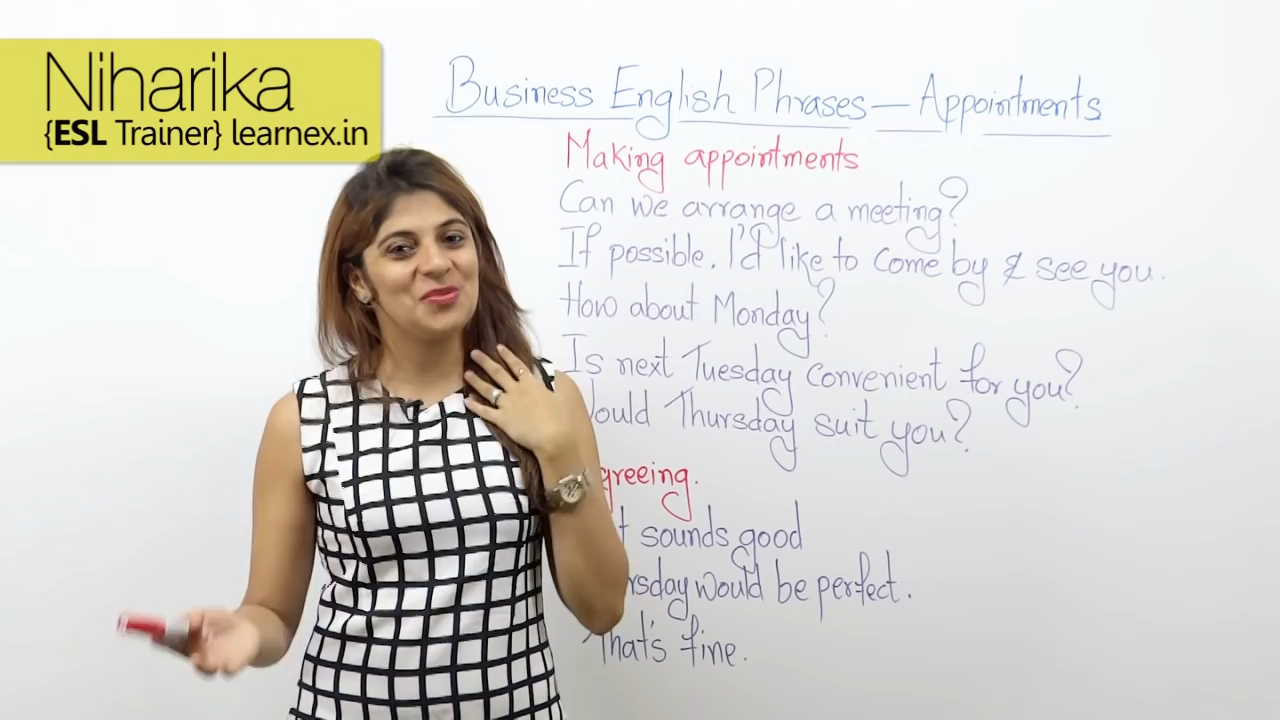 Niharika
{ESL Trainer} learnex.in
Business English Phrases – Appointments
Making appointments
Can we arrange a meeting?
If possible, I'd like to come by & see you.
How about Monday?
Is next Tuesday convenient for you?
Thursday suit you?
sounds good
would be perfect.
That's fine.